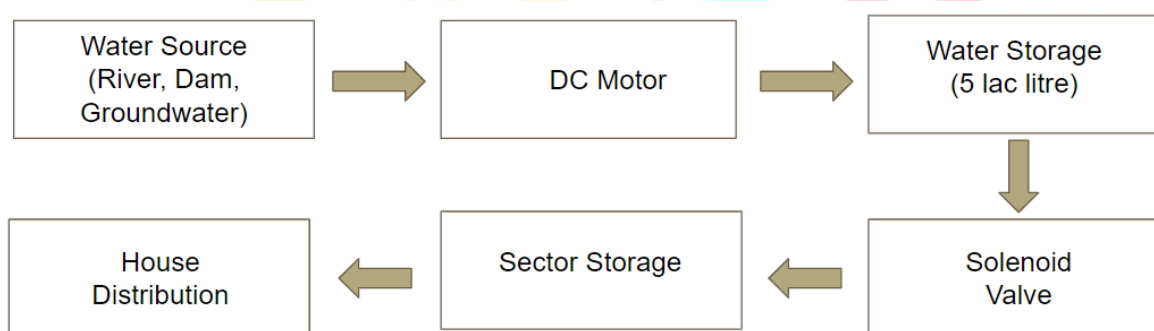 Water Source
(River, Dam,
Groundwater)
DC Motor
Water Storage
(5 lac litre)
House
Distribution
Sector Storage
Solenoid
Valve